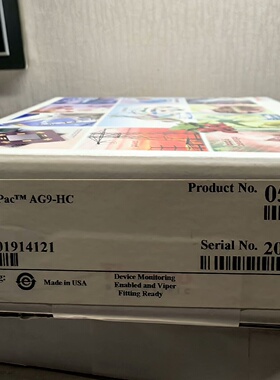 Pac™ AG9-HC
Product No. 05
01914121
Serial No. 20
Made in USA
Device Monitoring
Enabled and Viper
Fitting Ready